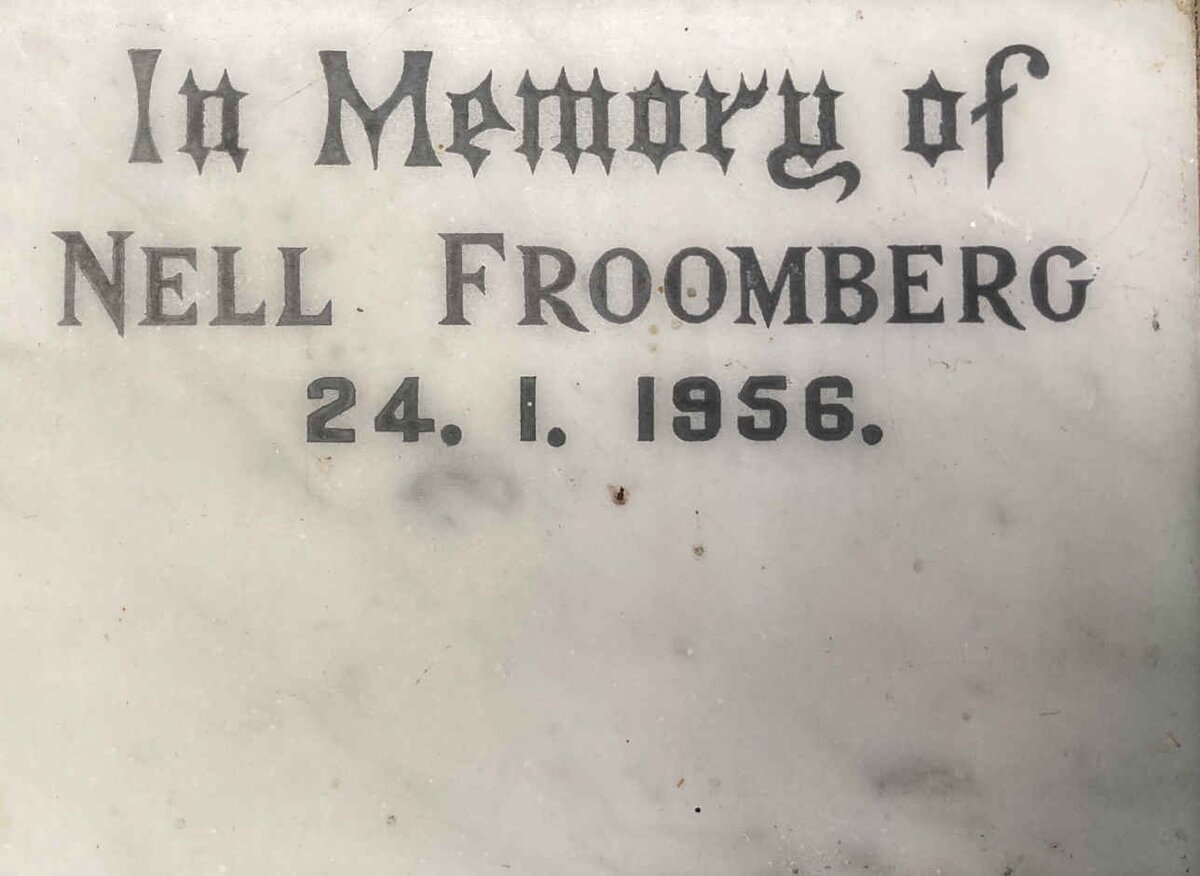 In Memory of
NELL FROOMBERG
24. 1. 1956.